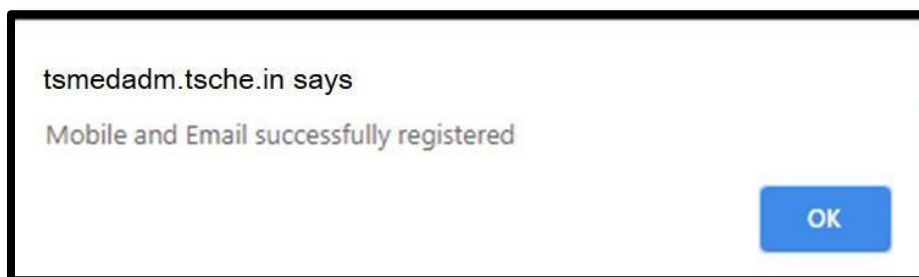 tsmedadm.tsche.in says
Mobile and Email successfully registered
OK